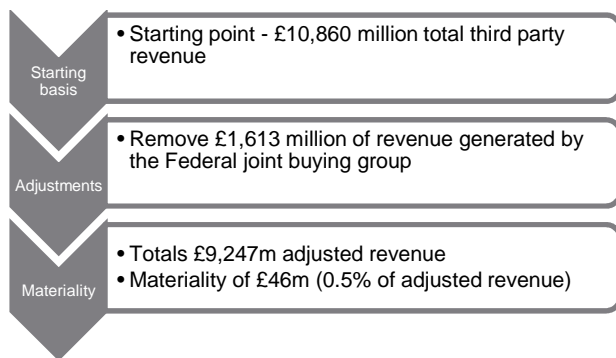 Starting
basis
• Starting point - £10,860 million total third party
revenue
Adjustments
• Remove £1,613 million of revenue generated by
the Federal joint buying group
Materiality
• Totals £9,247m adjusted revenue
• Materiality of £46m (0.5% of adjusted revenue)